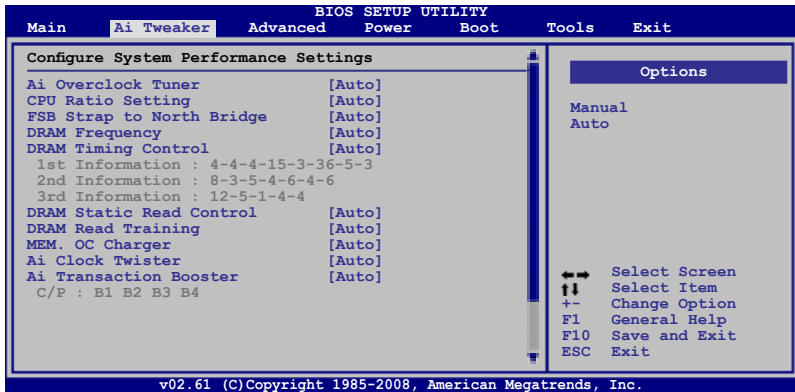 BIOS SETUP UTILITY
Main Ai Tweaker Advanced Power Boot Tools Exit
Configure System Performance Settings
Ai Overclock Tuner [Auto]
CPU Ratio Setting [Auto]
FSB Strap to North Bridge [Auto]
DRAM Frequency [Auto]
DRAM Timing Control [Auto]
1st Information : 4-4-4-15-3-36-5-3
2nd Information : 8-3-5-4-6-4-6
3rd Information : 12-5-1-4-4
DRAM Static Read Control [Auto]
DRAM Read Training [Auto]
MEM. OC Charger [Auto]
Ai Clock Twister [Auto]
Ai Transaction Booster [Auto]
C/P : B1 B2 B3 B4
Options
Manual
Auto
Select Screen
Select Item
+- Change Option
F1 General Help
F10 Save and Exit
ESC Exit
v02.61 (C)Copyright 1985-2008, American Megatrends, Inc.